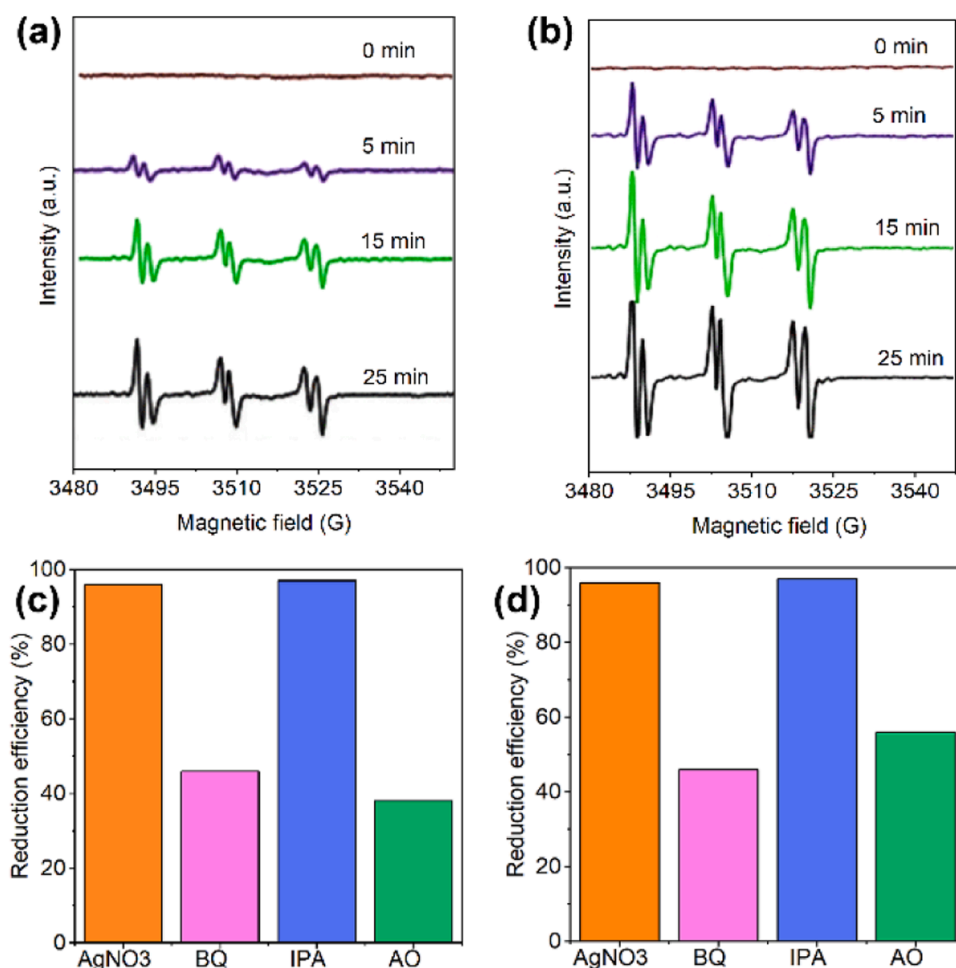 (a)
0 min
5 min
15 min
25 min
Intensity (a.u.)
3480 3495 3510 3525 3540
Magnetic field (G)
(b)
0 min
5 min
15 min
25 min
Intensity (a.u.)
3480 3495 3510 3525 3540
Magnetic field (G)
(c)
Reduction efficiency (%)
100
80
60
40
20
0
AgNO3 BQ IPA AO
(d)
Reduction efficiency (%)
100
80
60
40
20
0
AgNO3 BQ IPA AO